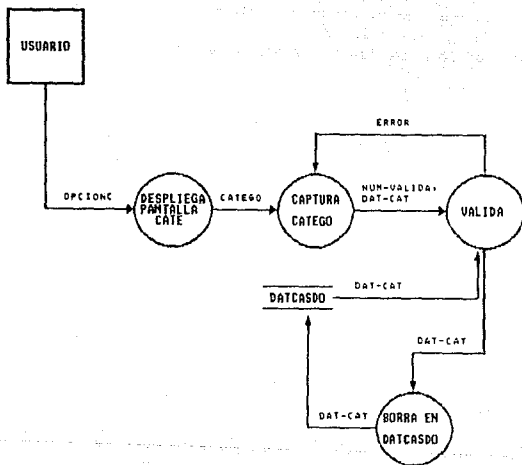 USUARIO
ERROR
OPCIONC
DESPLIEGA
PANTALLA
CATE
CATEGO
CAPTURA
CATEGO
NUM-VALIDA,
DAT-CAT
VALIDA
DATCASDO
DAT-CAT
DAT-CAT
DAT-CAT
BORRA EN
DATCASDO